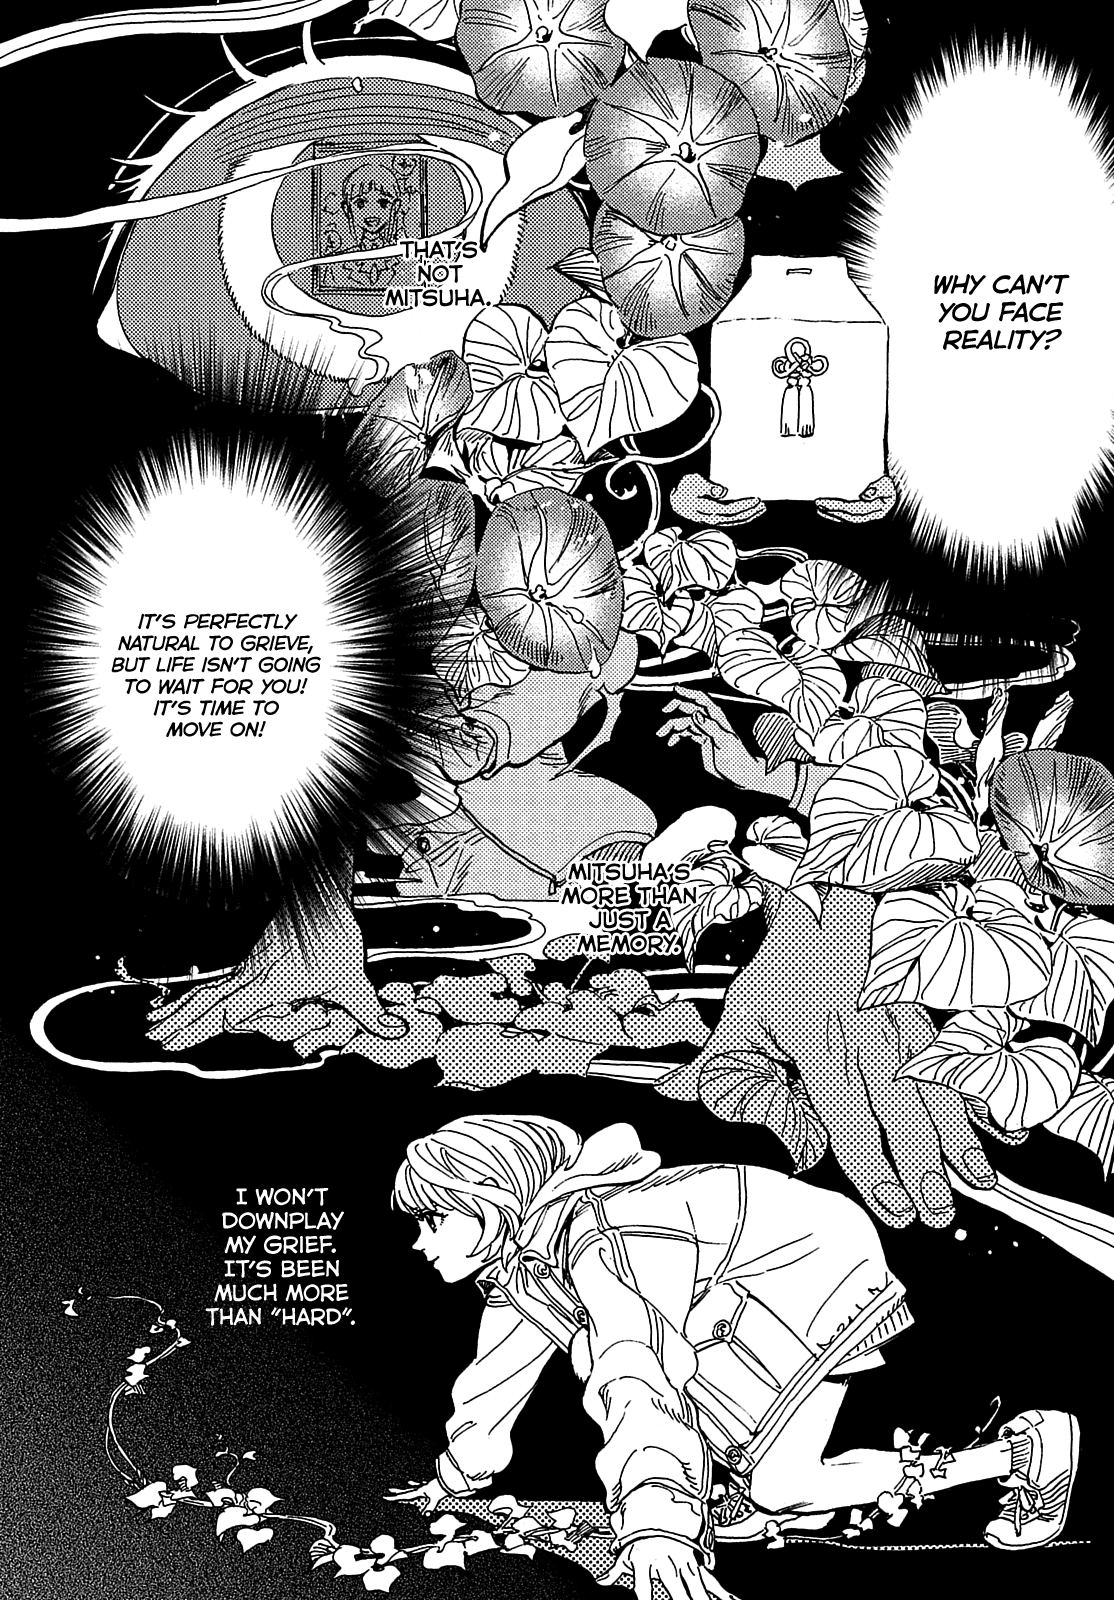 WHY CAN'T
YOU FACE
REALITY?
THAT'S
NOT
MITSUHA.
IT'S PERFECTLY
NATURAL TO GRIEVE,
BUT LIFE ISN'T GOING
TO WAIT FOR YOU!
IT'S TIME TO
MOVE ON!
MITSUHA'S
MORE THAN
JUST A
MEMORY.
I WON'T
DOWNPLAY
MY GRIEF.
IT'S BEEN
MUCH MORE
THAN "HARD".